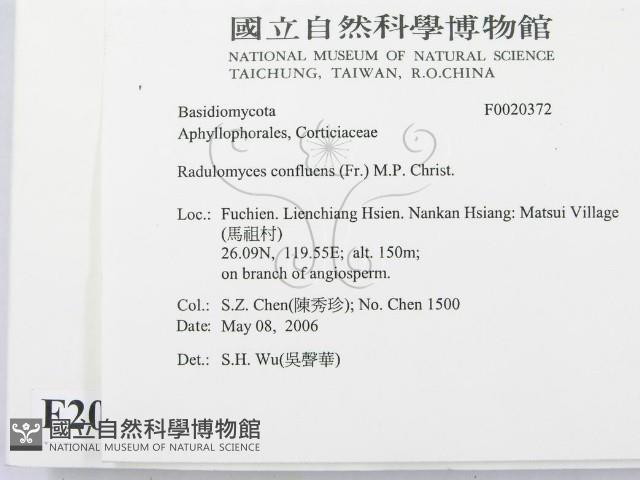 國立自然科學博物館
NATIONAL MUSEUM OF NATURAL SCIENCE
TAICHUNG, TAIWAN, R.O.CHINA
Basidiomycota F0020372
Aphyllophorales, Corticiaceae
Radulomyces confluens (Fr.) M.P. Christ.
Loc.: Fuchien. Lienchiang Hsien. Nankan Hsiang: Matsui Village
(馬祖村)
26.09N, 119.55E; alt. 150m;
on branch of angiosperm.
Col.: S.Z. Chen(陳秀珍); No. Chen 1500
Date: May 08, 2006
Det.: S.H. Wu(吳聲華)
F20
國立自然科學博物館
NATIONAL MUSEUM OF NATURAL SCIENCE